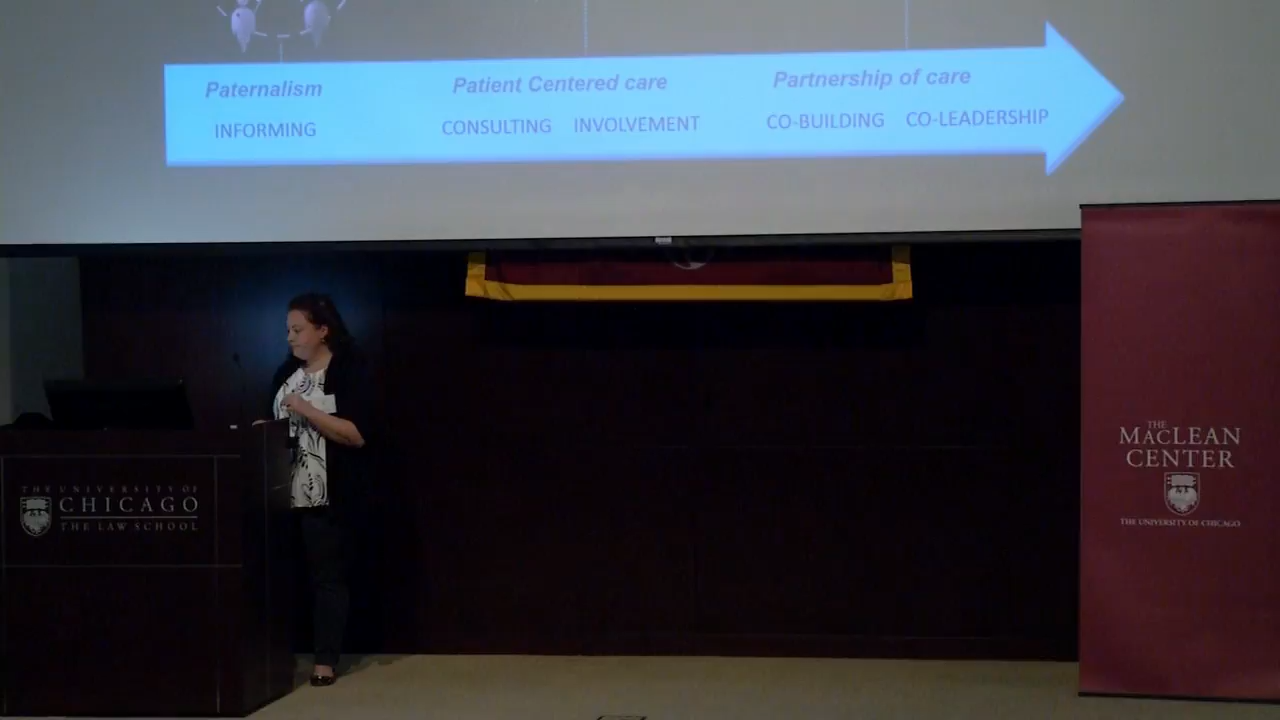 Paternalism
INFORMING
Patient Centered care
CONSULTING INVOLVEMENT
Partnership of care
CO-BUILDING CO-LEADERSHIP
THE UNIVERSITY OF
CHICAGO
THE LAW SCHOOL
THE
MACLEAN
CENTER
THE UNIVERSITY OF CHICAGO